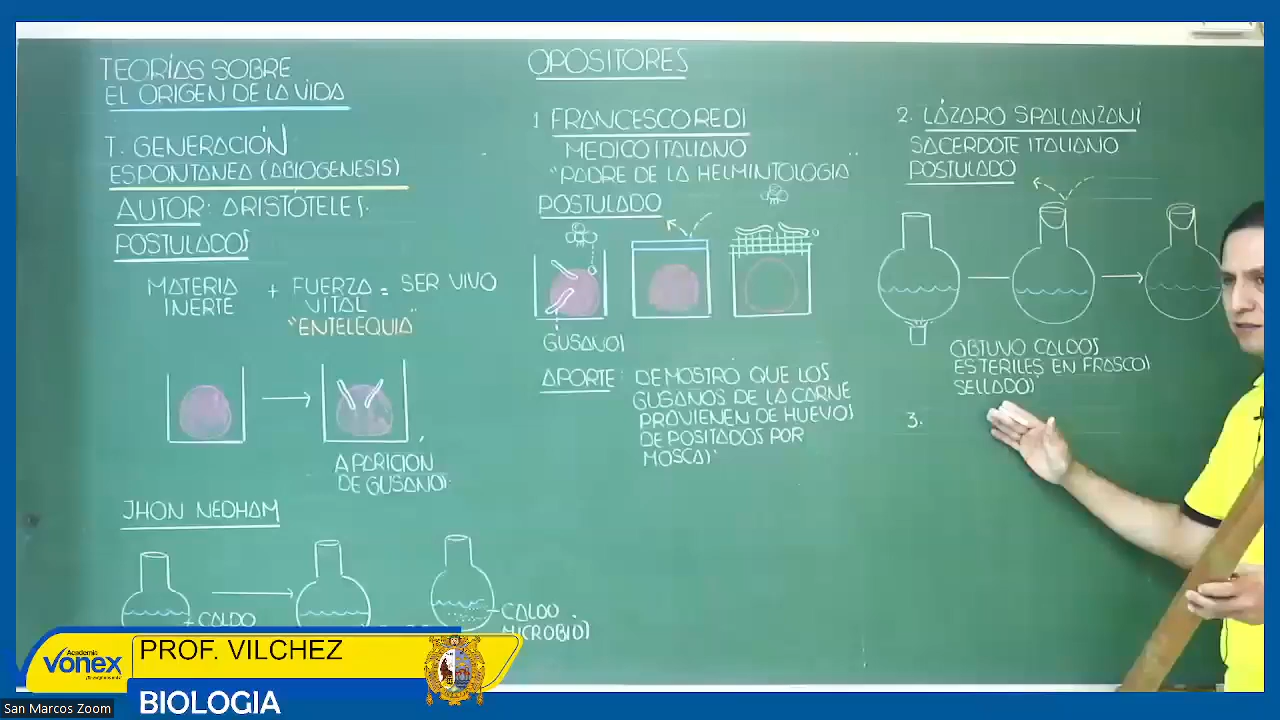 TEORÍAS SOBRE
EL ORIGEN DE LA VIDA
T. GENERACIÓN
ESPONTANEA (ABIOGENESIS)
AUTOR: ARISTÓTELES.
POSTULADOS
MATERIA
INERTE
+ FUERZA
VITAL
= SER VIVO
"ENTELEQUIA"
APARICION
DE GUSANOS
JHON NEDHAM
CALDO
CALDO
MICROBIOS
OPOSITORES
1 FRANCESCO REDI
MEDICO ITALIANO
"PADRE DE LA HELMINTOLOGIA"
POSTULADO
GUSANOS
APORTE: DEMOSTRÓ QUE LOS
GUSANOS DE LA CARNE
PROVIENEN DE HUEVOS
DEPOSITADOS POR
MOSCAS.
2. LÁZARO SPALLANZANI
SACERDOTE ITALIANO
POSTULADO
OBTUVO CALDOS
ESTERILES EN FRASCOS
SELLADOS
3.
Academia
vonex
PROF. VILCHEZ
BIOLOGIA
San Marcos Zoom